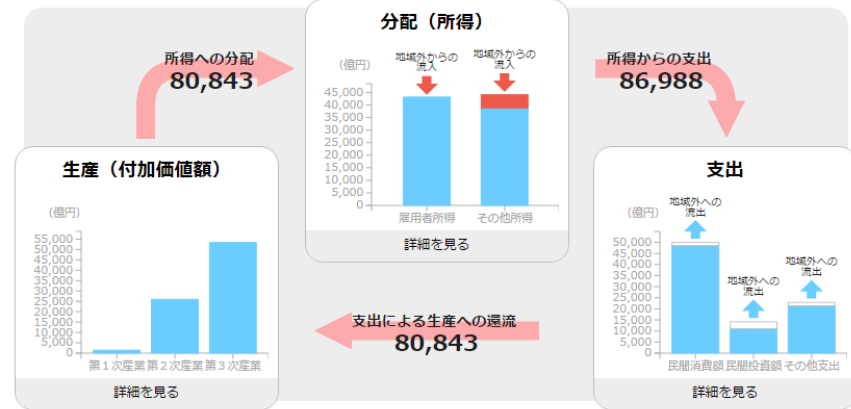 分配（所得）
（億円）
地域外からの
流入
地域外からの
流入
45,000
40,000
35,000
30,000
25,000
20,000
15,000
10,000
5,000
0
雇用者所得
その他所得
詳細を見る
所得への分配
80,843
所得からの支出
86,988
生産（付加価値額）
（億円）
55,000
50,000
45,000
40,000
35,000
30,000
25,000
20,000
15,000
10,000
5,000
0
第１次産業
第２次産業
第３次産業
詳細を見る
支出
（億円）
地域外への
流出
地域外への
流出
地域外への
流出
50,000
45,000
40,000
35,000
30,000
25,000
20,000
15,000
10,000
5,000
0
民間消費額
民間投資額
その他支出
詳細を見る
支出による生産への還流
80,843